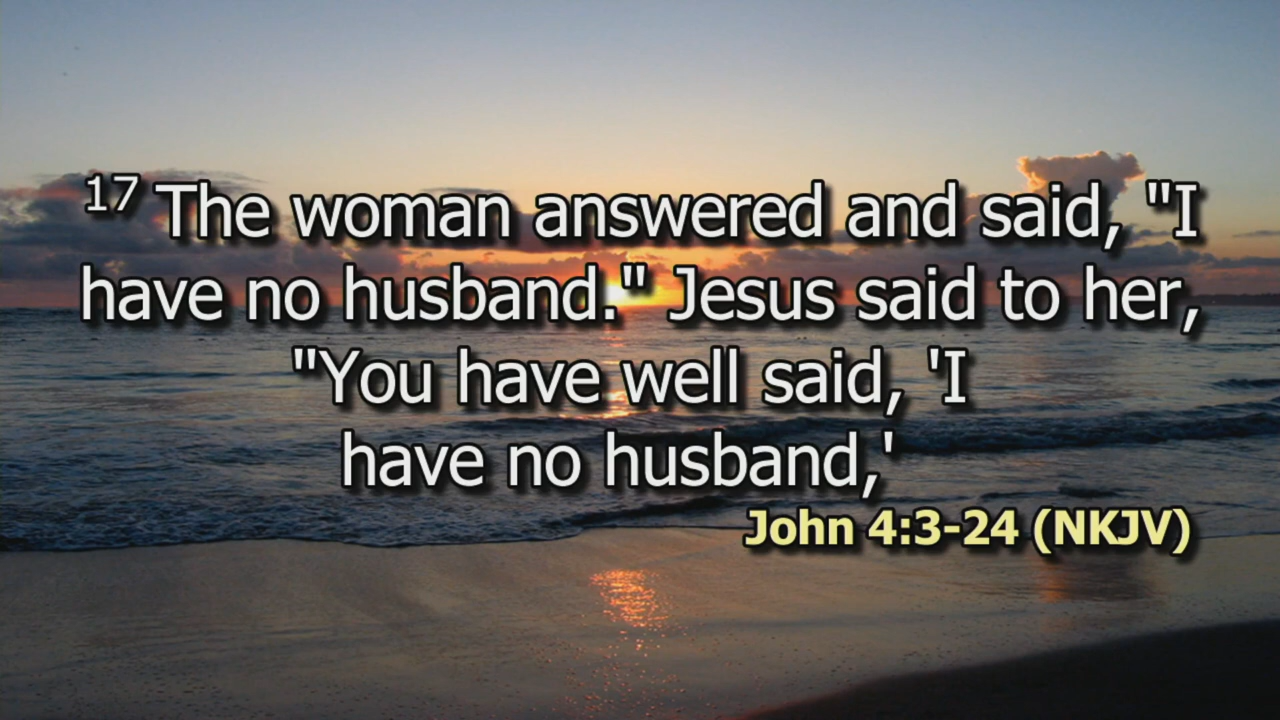 17 The woman answered and said, "I
have no husband." Jesus said to her,
"You have well said, 'I
have no husband,'
John 4:3-24 (NKJV)